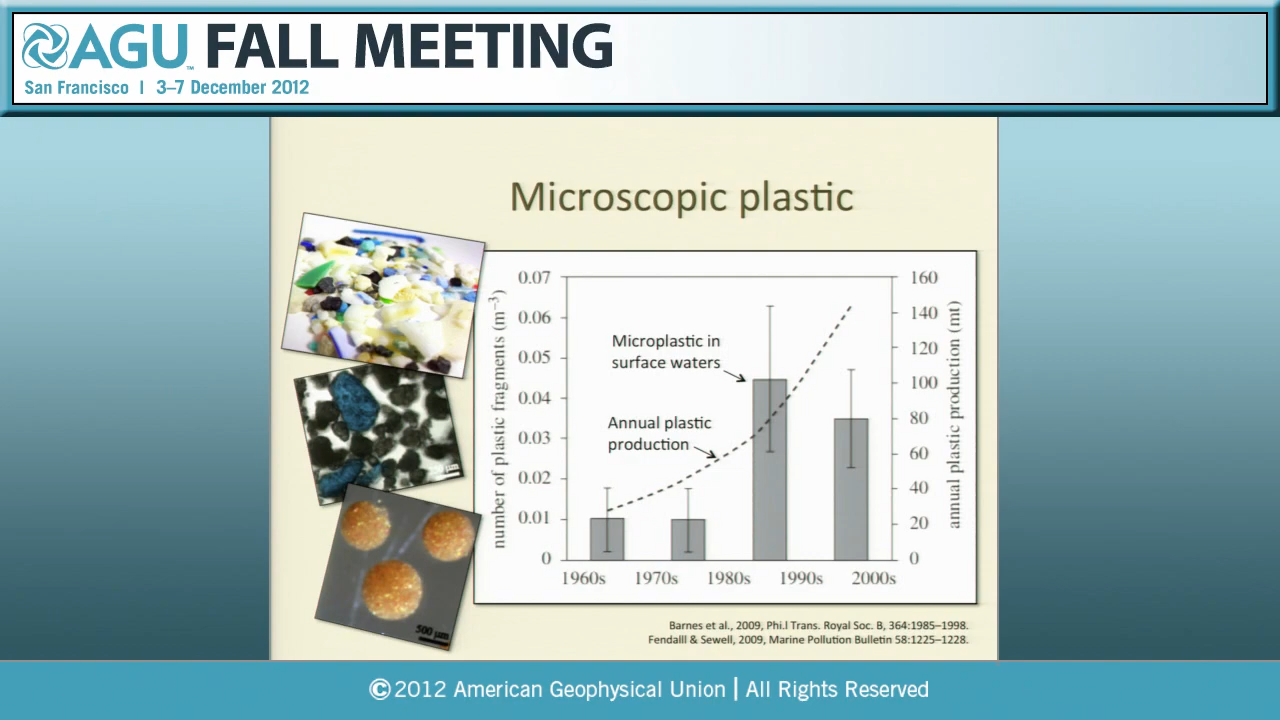 AGU FALL MEETING
San Francisco | 3–7 December 2012
Microscopic plastic
number of plastic fragments (m⁻³)
0.07
0.06
0.05
0.04
0.03
0.02
0.01
0
Microplastic in
surface waters
Annual plastic
production
160
140
120
100
80
60
40
20
0
annual plastic production (mt)
1960s 1970s 1980s 1990s 2000s
500 µm
Barnes et al., 2009, Phi.l Trans. Royal Soc. B, 364:1985–1998.
Fendalll & Sewell, 2009, Marine Pollution Bulletin 58:1225–1228.
©2012 American Geophysical Union | All Rights Reserved